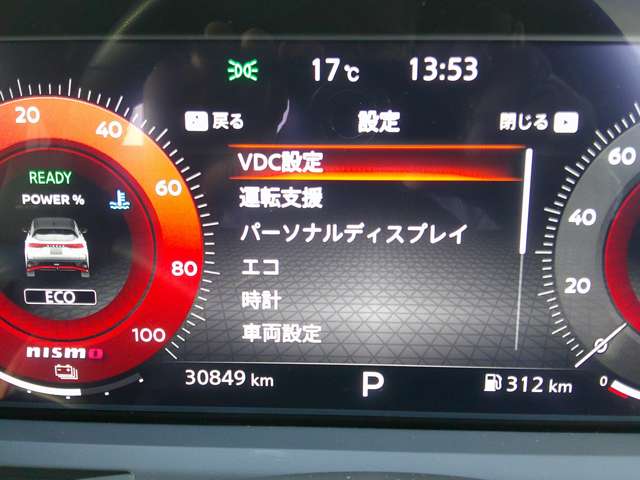 17℃ 13:53
戻る 設定 閉じる
VDC設定
運転支援
パーソナルディスプレイ
エコ
時計
車両設定
20
40
60
80
100
READY
POWER %
ECO
nismo
60
40
20
0
0
30849 km P 312 km